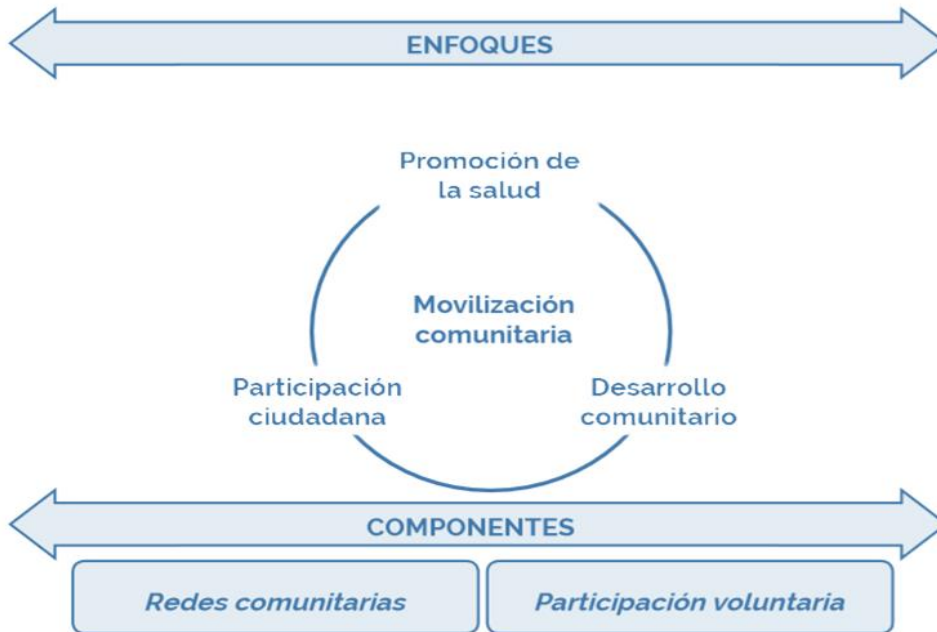 ENFOQUES
Promoción de
la salud
Movilización
comunitaria
Participación
ciudadana
Desarrollo
comunitario
COMPONENTES
Redes comunitarias
Participación voluntaria